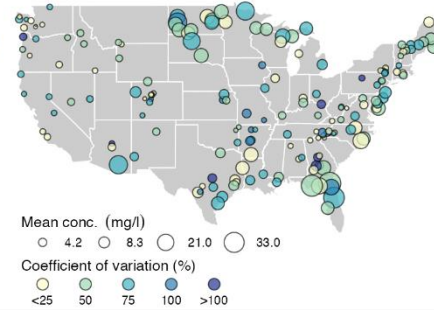 Mean conc. (mg/l)
4.2 8.3 21.0 33.0
Coefficient of variation (%)
<25 50 75 100 >100